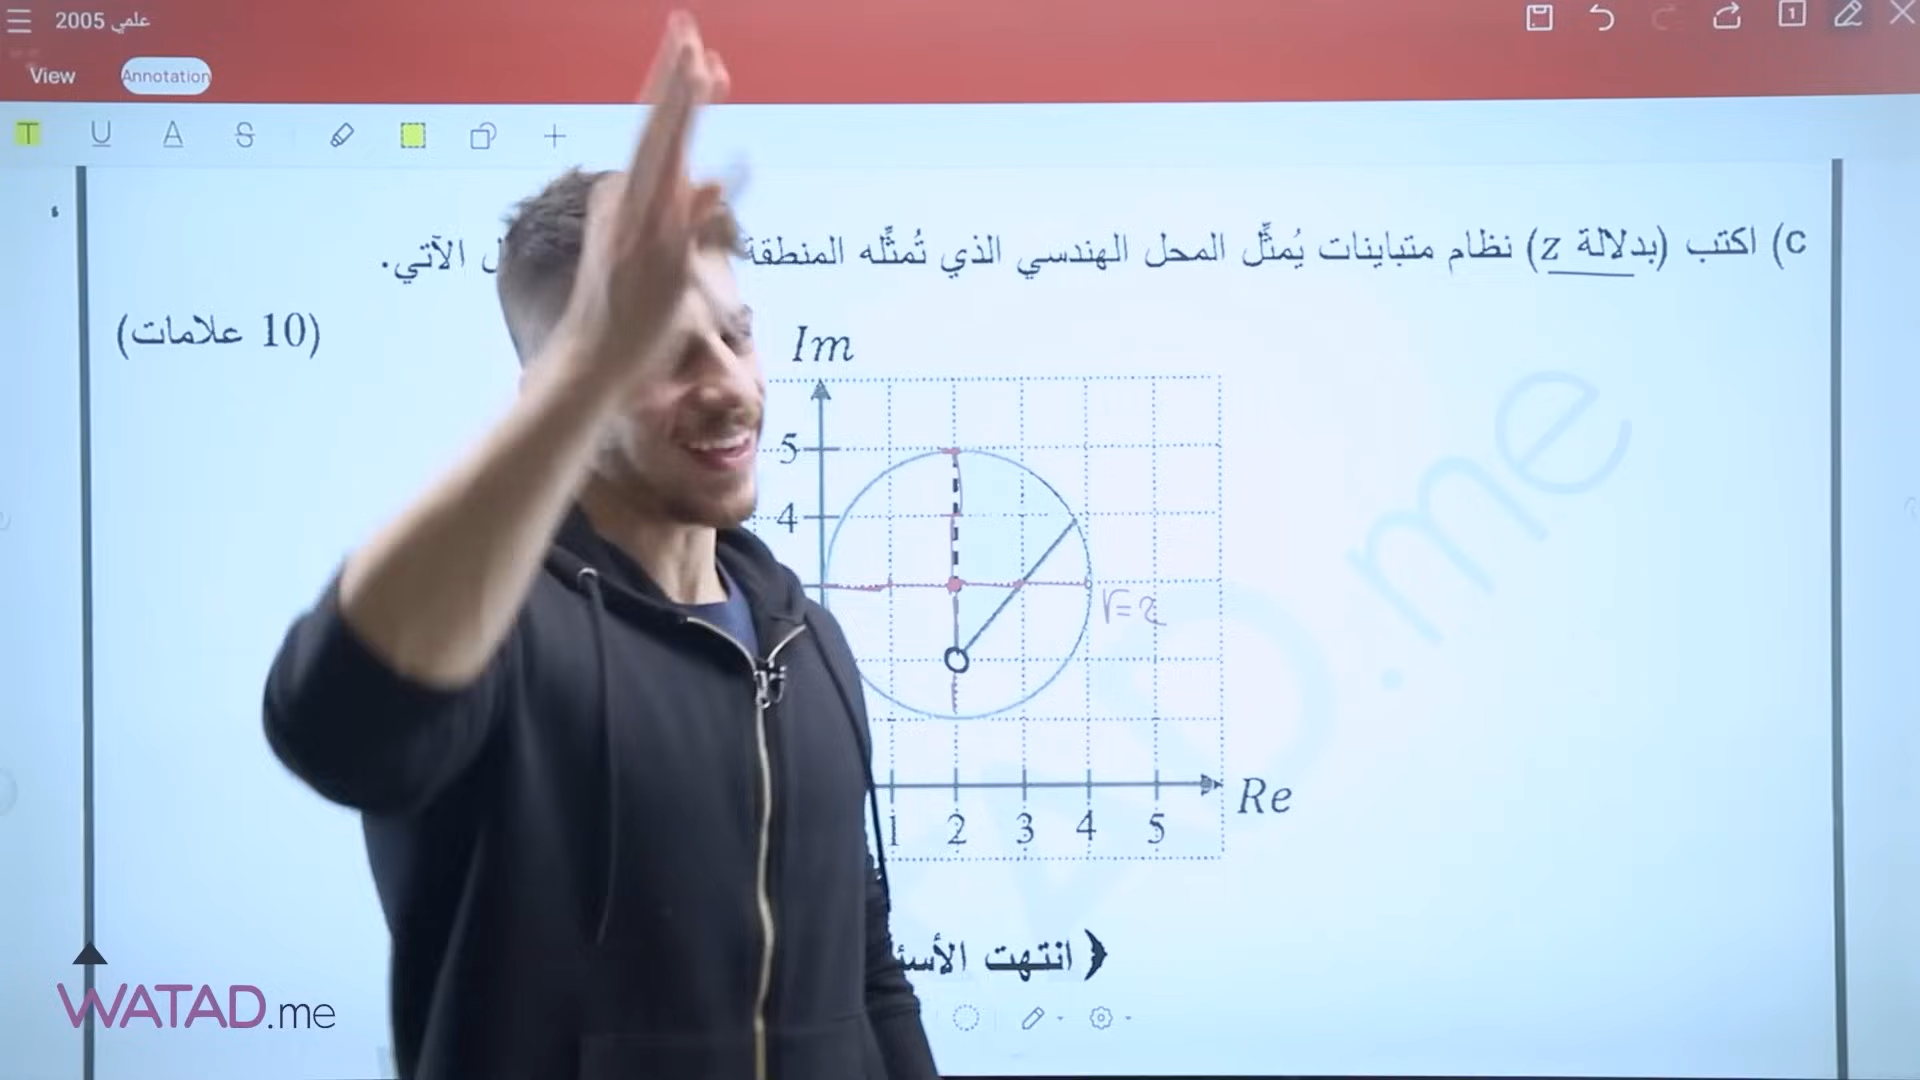 علمي 2005
View Annotation
T U A S
1
c) اكتب (بدلالة z) نظام متباينات يُمثِّل المحل الهندسي الذي تُمثِّله المنطقة الآتي.
(10 علامات)
Im
5
4
r=2
Re
1 2 3 4 5
انتهت
WATAD.me